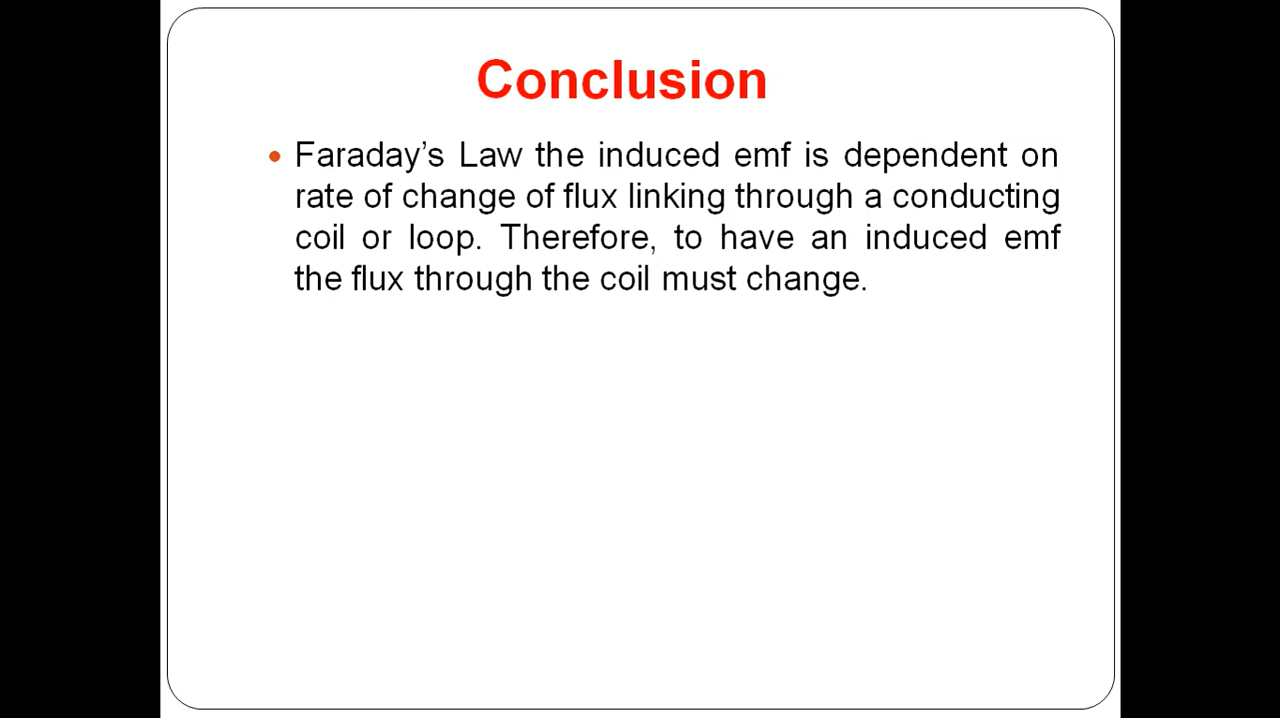 Conclusion
• Faraday’s Law the induced emf is dependent on
rate of change of flux linking through a conducting
coil or loop. Therefore, to have an induced emf
the flux through the coil must change.